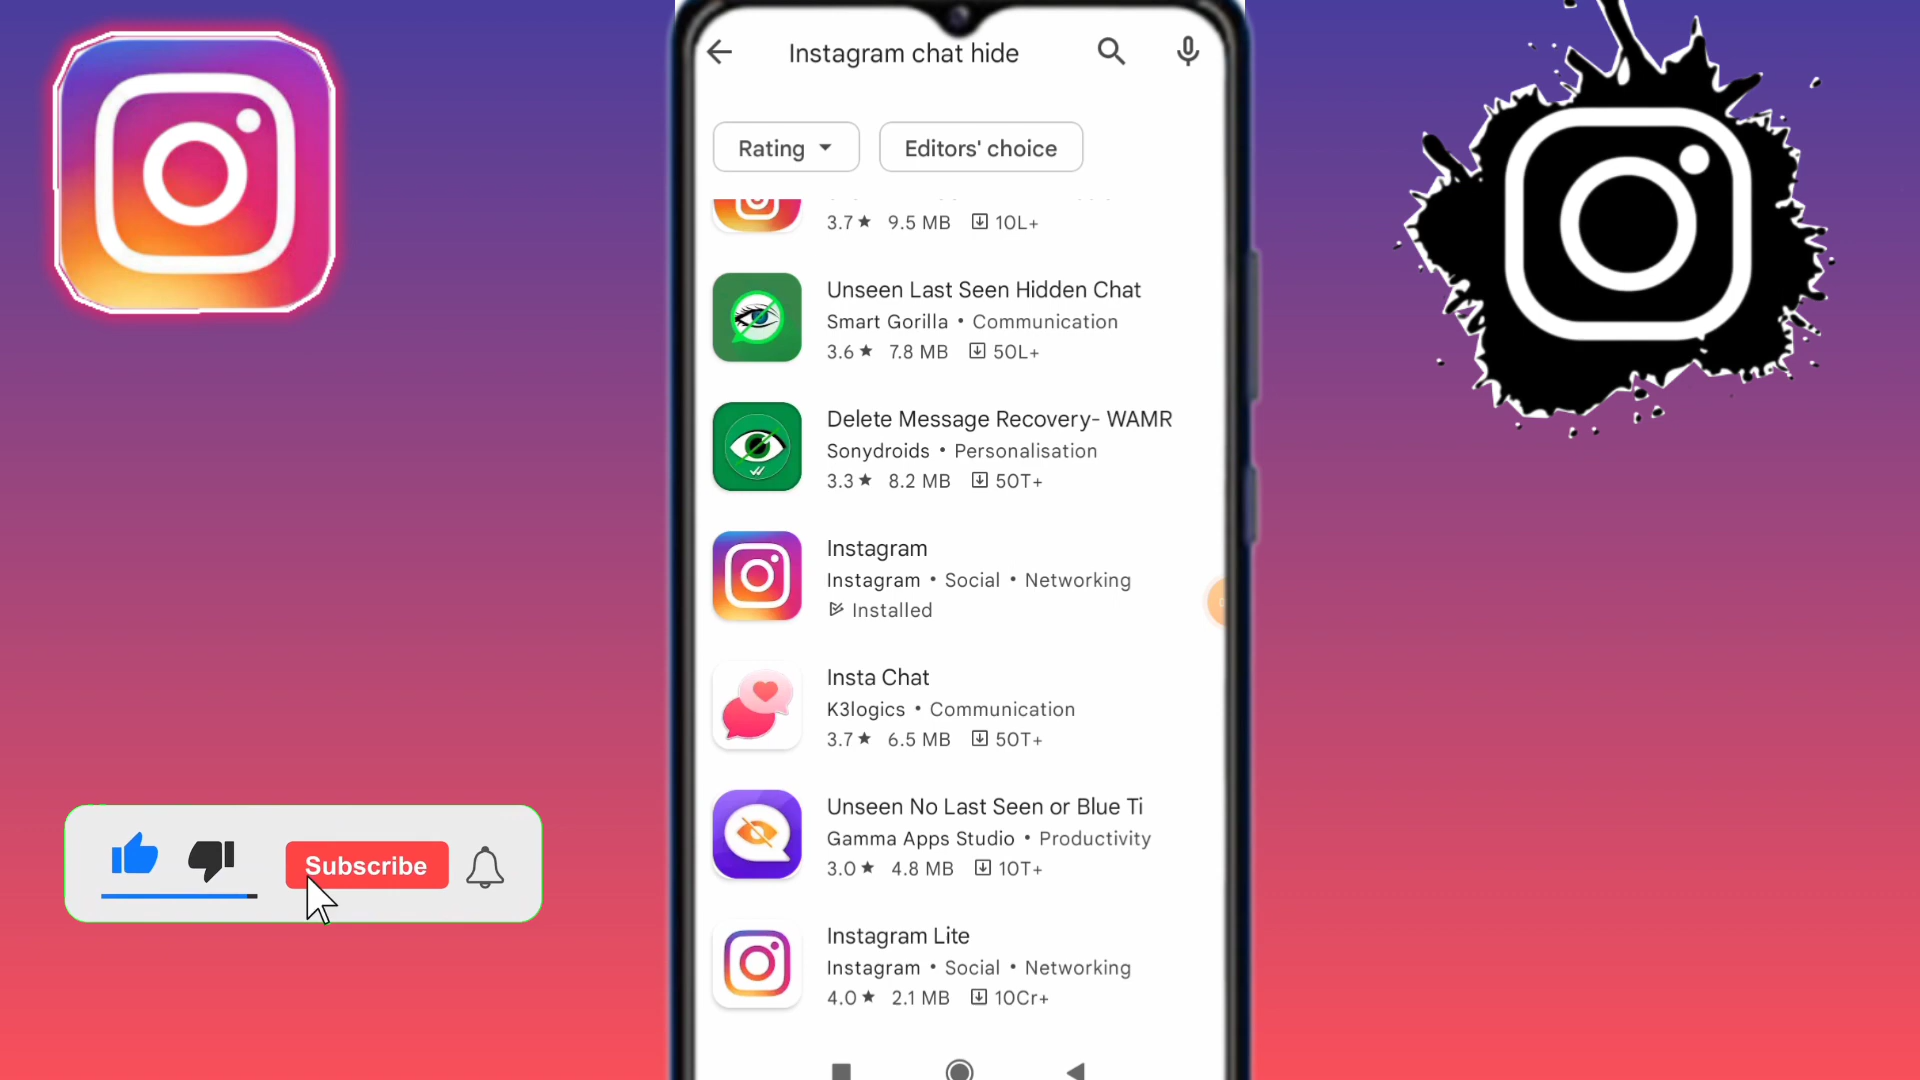 Instagram chat hide
Rating
Editors' choice
3.7★ 9.5 MB 10L+
Unseen Last Seen Hidden Chat
Smart Gorilla • Communication
3.6★ 7.8 MB 50L+
Delete Message Recovery- WAMR
Sonydroids • Personalisation
3.3★ 8.2 MB 50T+
Instagram
Instagram • Social • Networking
Installed
Insta Chat
K3logics • Communication
3.7★ 6.5 MB 50T+
Unseen No Last Seen or Blue Ti
Gamma Apps Studio • Productivity
3.0★ 4.8 MB 10T+
Instagram Lite
Instagram • Social • Networking
4.0★ 2.1 MB 10Cr+
Subscribe